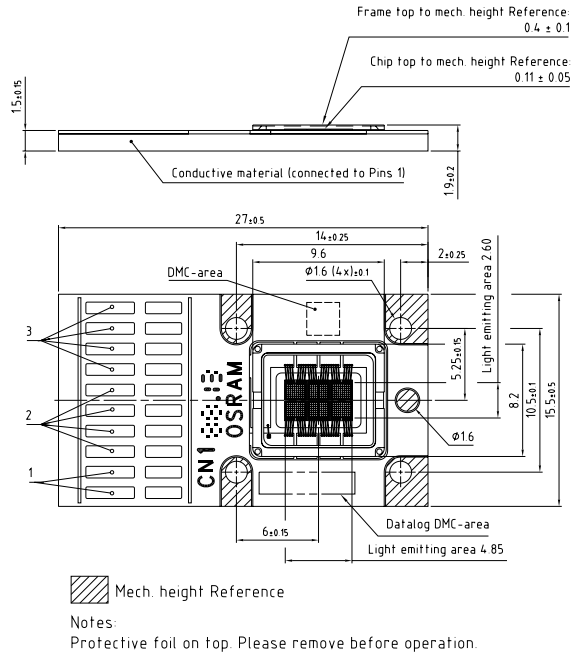 Frame top to mech. height Reference:
0.4 ± 0.1
Chip top to mech. height Reference:
0.11 ± 0.05
1.5±0.15
Conductive material (connected to Pins 1)
1.9±0.2
27±0.5
14±0.25
9.6
2±0.25
DMC-area
Ø1.6 (4x)±0.1
Light emitting area 2.60
3
2
1
CN1
OSRAM
5.25±0.15
8.2
10.5±0.1
15.5±0.5
Ø1.6
6±0.15
Datalog DMC-area
Light emitting area 4.85
Mech. height Reference
Notes:
Protective foil on top. Please remove before operation.